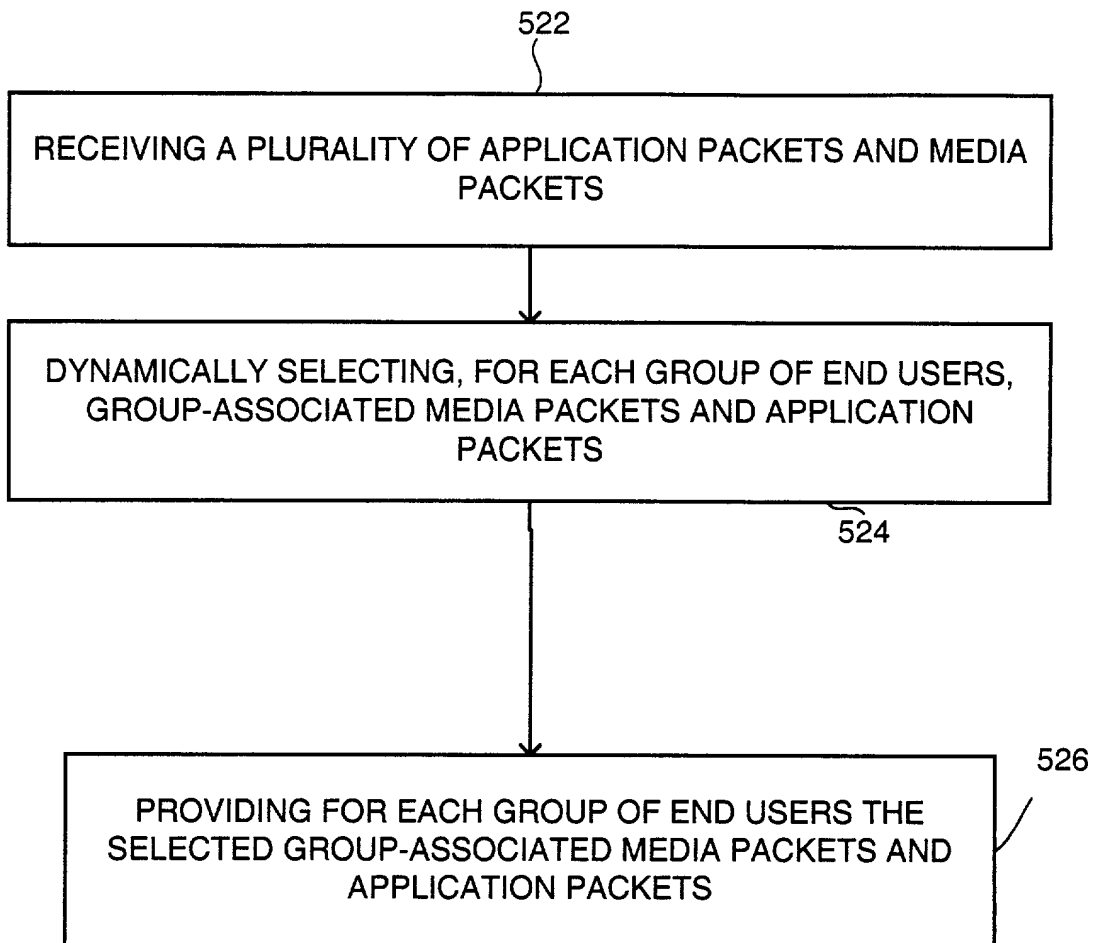 522
RECEIVING A PLURALITY OF APPLICATION PACKETS AND MEDIA
PACKETS
DYNAMICALLY SELECTING, FOR EACH GROUP OF END USERS,
GROUP-ASSOCIATED MEDIA PACKETS AND APPLICATION
PACKETS
524
526
PROVIDING FOR EACH GROUP OF END USERS THE
SELECTED GROUP-ASSOCIATED MEDIA PACKETS AND
APPLICATION PACKETS